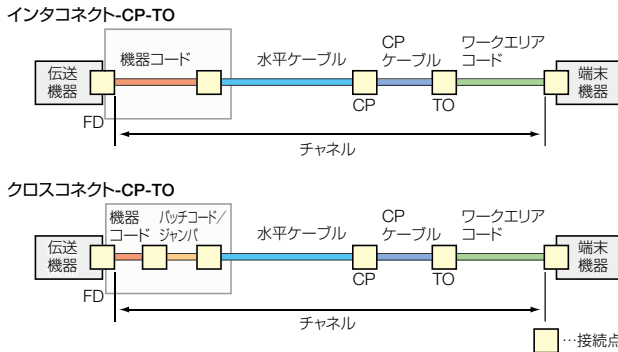 インタコネクト-CP-TO
機器コード
水平ケーブル
CP
ケーブル
ワークエリア
コード
伝送
機器
端末
機器
FD
CP
TO
チャネル
クロスコネクト-CP-TO
機器
コード
パッチコード/
ジャンパ
水平ケーブル
CP
ケーブル
ワークエリア
コード
伝送
機器
端末
機器
FD
CP
TO
チャネル
…接続点